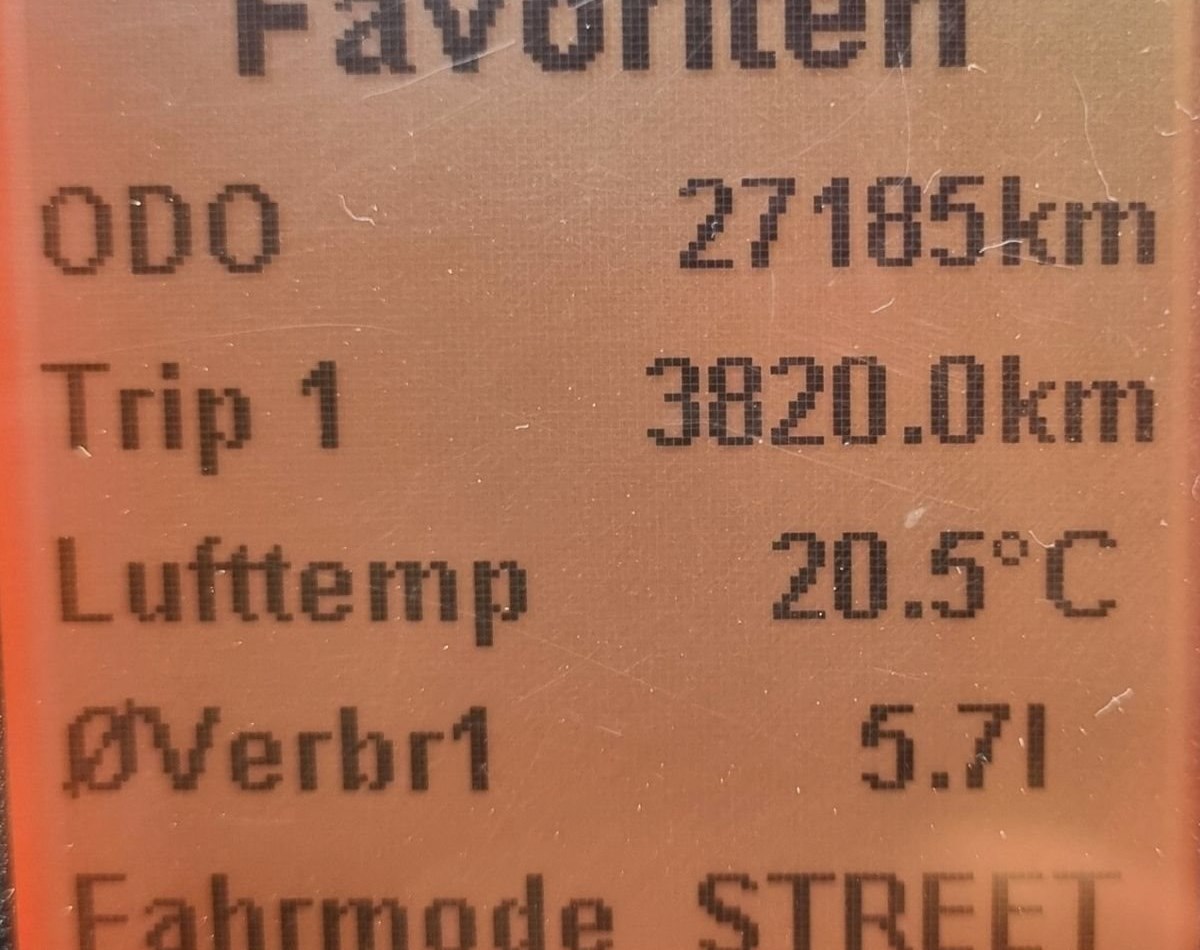 Favoriten
ODO 27185km
Trip 1 3820.0km
Lufttemp 20.5°C
ØVerbr1 5.7l
Fahrmode STREET